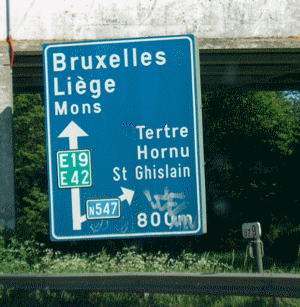 Bruxelles
Liège
Mons
Tertre
Hornu
St Ghislain
E19
E42
N547
800m